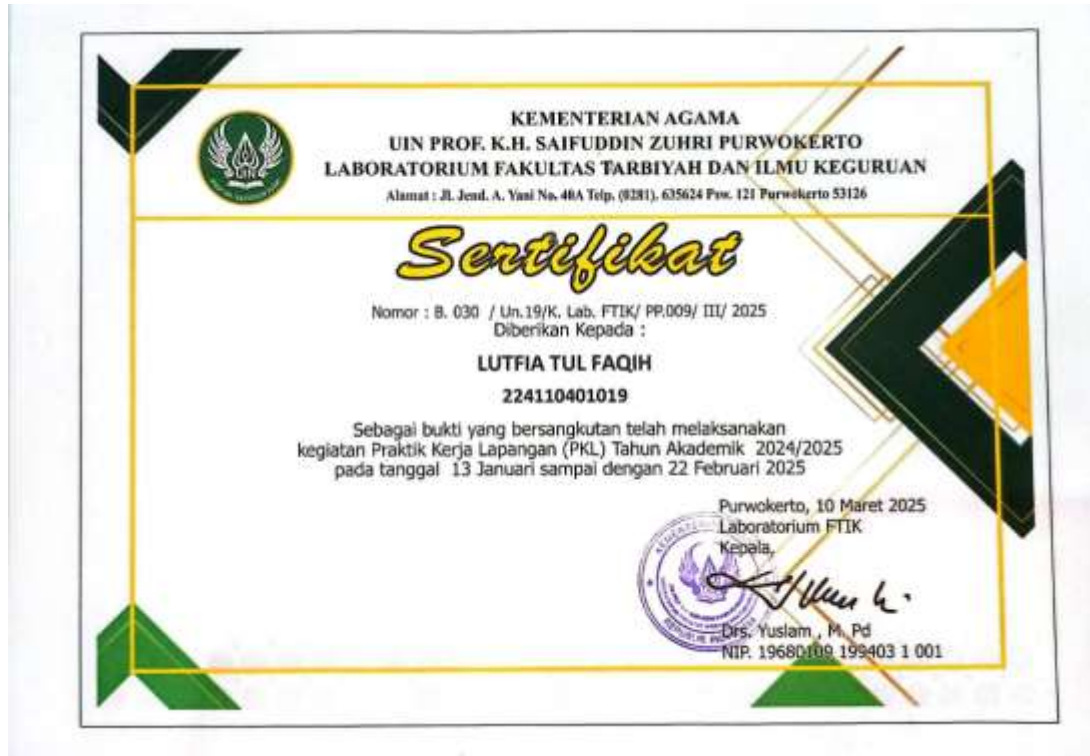 KEMENTERIAN AGAMA
UIN PROF. K.H. SAIFUDDIN ZUHRI PURWOKERTO
LABORATORIUM FAKULTAS TARBIYAH DAN ILMU KEGURUAN
Alamat : Jl. Jend. A. Yani No. 40A Telp. (0281). 635624 Psw. 121 Purwokerto 53126
UIN
Sertifikat
Nomor : B. 030 / Un.19/K. Lab. FTIK/ PP.009/ III/ 2025
Diberikan Kepada :
LUTFIA TUL FAQIH
224110401019
Sebagai bukti yang bersangkutan telah melaksanakan
kegiatan Praktik Kerja Lapangan (PKL) Tahun Akademik 2024/2025
pada tanggal 13 Januari sampai dengan 22 Februari 2025
Purwokerto, 10 Maret 2025
Laboratorium FTIK
Kepala,
Drs. Yuslam , M. Pd
NIP. 19680109 199403 1 001